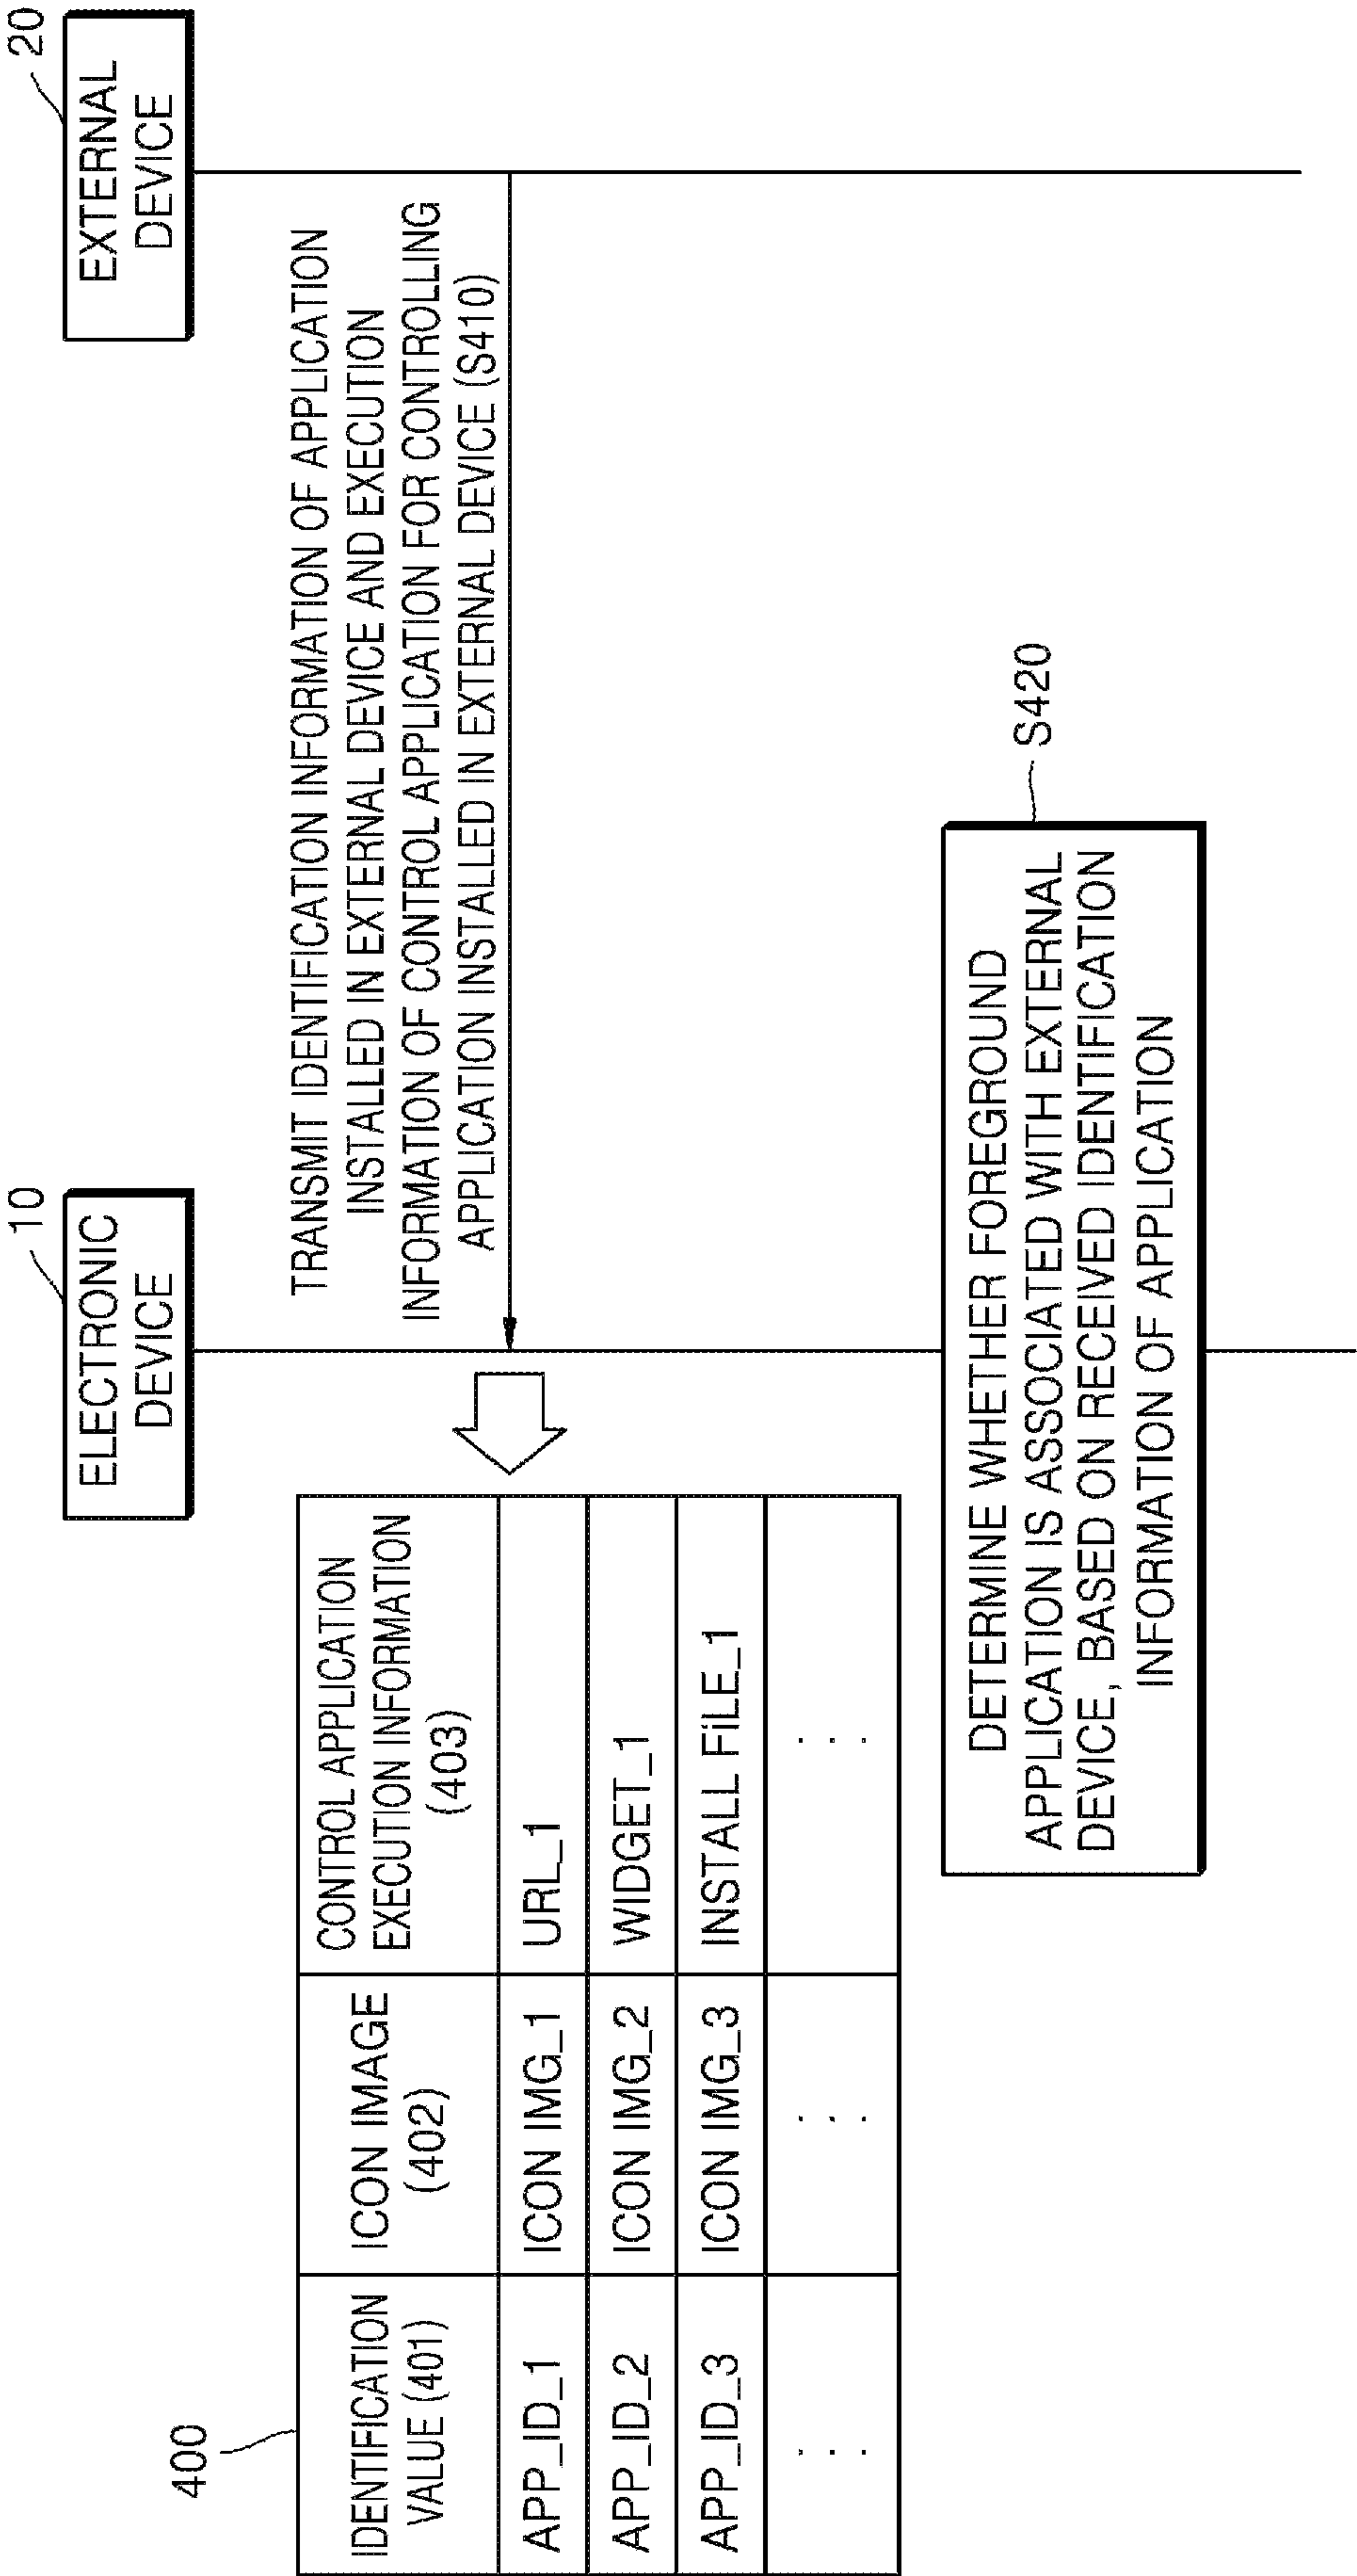 10
20
ELECTRONIC
DEVICE
EXTERNAL
DEVICE
400
IDENTIFICATION
VALUE (401)
ICON IMAGE
(402)
CONTROL APPLICATION
EXECUTION INFORMATION
(403)
APP_ID_1
ICON IMG_1
URL_1
APP_ID_2
ICON IMG_2
WIDGET_1
APP_ID_3
ICON IMG_3
INSTALL FiLE_1
. . .
. . .
. . .
TRANSMIT IDENTIFICATION INFORMATION OF APPLICATION
INSTALLED IN EXTERNAL DEVICE AND EXECUTION
INFORMATION OF CONTROL APPLICATION FOR CONTROLLING
APPLICATION INSTALLED IN EXTERNAL DEVICE (S410)
S420
DETERMINE WHETHER FOREGROUND
APPLICATION IS ASSOCIATED WITH EXTERNAL
DEVICE, BASED ON RECEIVED IDENTIFICATION
INFORMATION OF APPLICATION